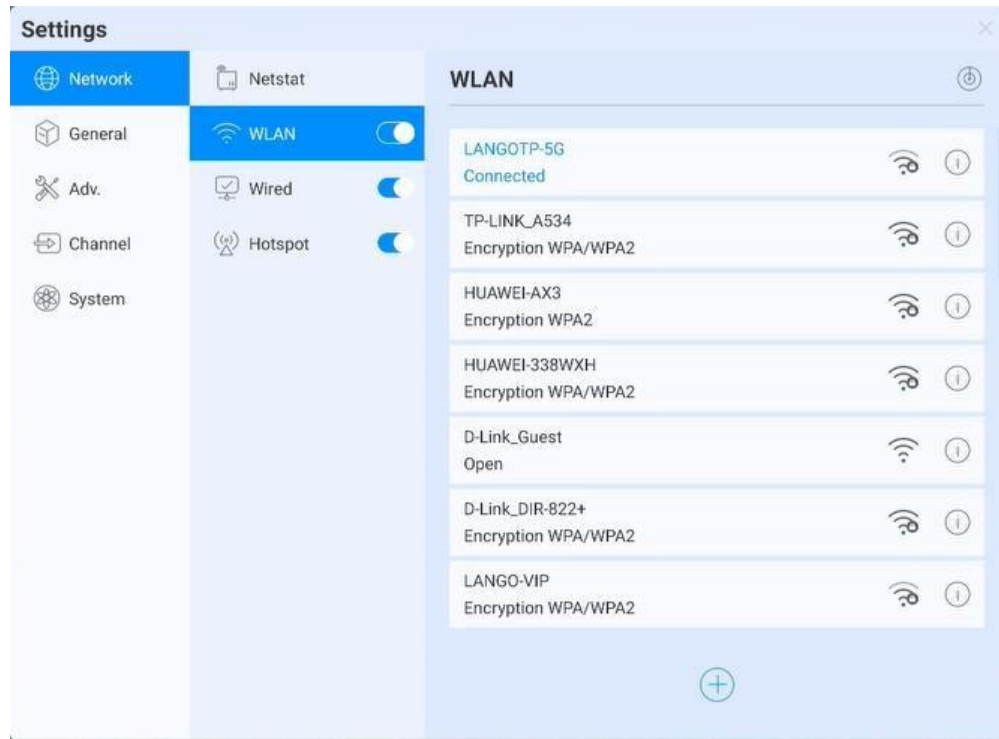 Settings
Network
General
Adv.
Channel
System
Netstat
WLAN
Wired
Hotspot
WLAN
LANGOTP-5G
Connected
TP-LINK_A534
Encryption WPA/WPA2
HUAWEI-AX3
Encryption WPA2
HUAWEI-338WXH
Encryption WPA/WPA2
D-Link_Guest
Open
D-Link_DIR-822+
Encryption WPA/WPA2
LANGO-VIP
Encryption WPA/WPA2